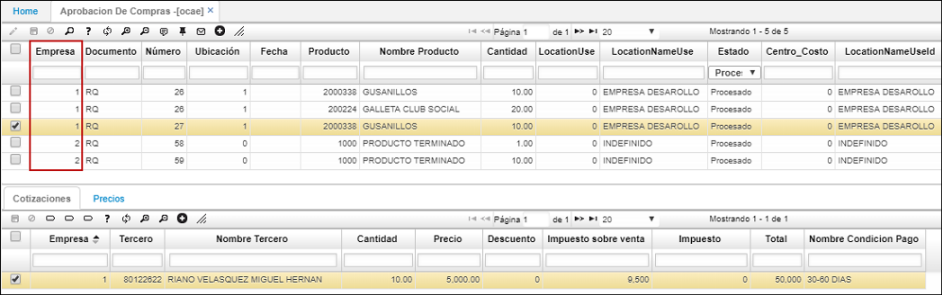 Home Aprobacion De Compras -[ocae] ×
Página 1 de 1 20 Mostrando 1 - 5 de 5
Empresa Documento Número Ubicación Fecha Producto Nombre Producto Cantidad LocationUse LocationNameUse Estado Centro_Costo LocationNameUseId
Proce:
1 RQ 26 1 2000338 GUSANILLOS 10.00 0 EMPRESA DESAROLLO Procesado 0 EMPRESA DESAROLLO
1 RQ 26 1 200224 GALLETA CLUB SOCIAL 20.00 0 EMPRESA DESAROLLO Procesado 0 EMPRESA DESAROLLO
1 RQ 27 1 2000338 GUSANILLOS 10.00 0 EMPRESA DESAROLLO Procesado 0 EMPRESA DESAROLLO
2 RQ 58 0 1000 PRODUCTO TERMINADO 1.00 0 INDEFINIDO Procesado 0 INDEFINIDO
2 RQ 59 0 1000 PRODUCTO TERMINADO 10.00 0 INDEFINIDO Procesado 0 INDEFINIDO
Cotizaciones Precios
Página 1 de 1 20 Mostrando 1 - 1 de 1
Empresa Tercero Nombre Tercero Cantidad Precio Descuento Impuesto sobre venta Impuesto Total Nombre Condicion Pago
1 80122622 RIANO VELASQUEZ MIGUEL HERNAN 10.00 5,000.00 0 9,500 0 50,000 30-60 DIAS